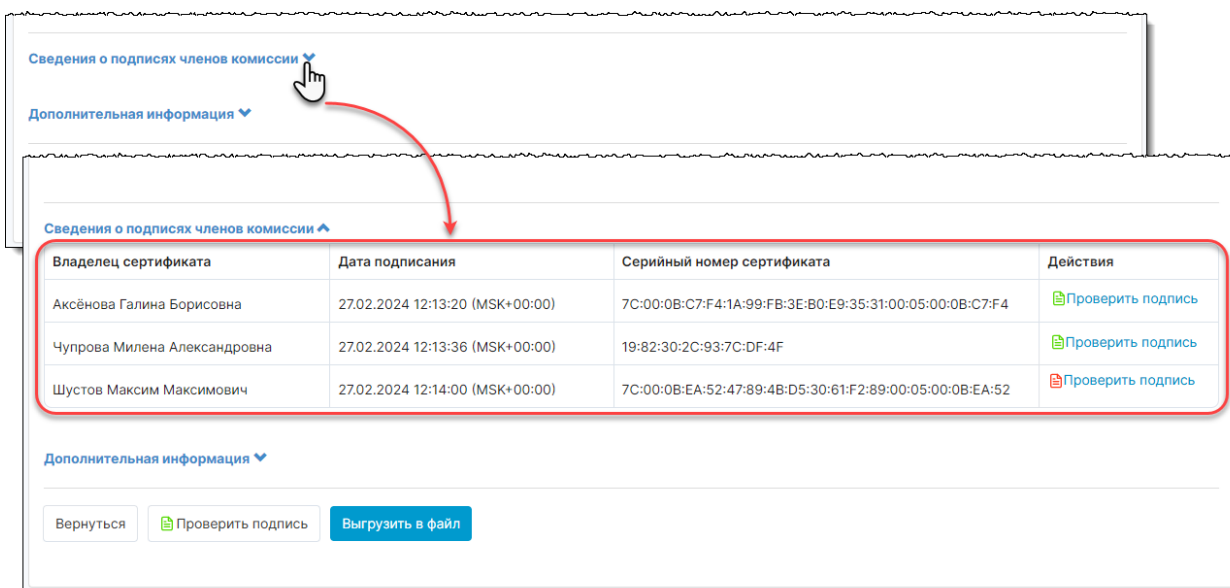 Сведения о подписях членов комиссии
Дополнительная информация
Сведения о подписях членов комиссии
Владелец сертификата Дата подписания Серийный номер сертификата Действия
Аксёнова Галина Борисовна 27.02.2024 12:13:20 (MSK+00:00) 7C:00:0B:C7:F4:1A:99:FB:3E:B0:E9:35:31:00:05:00:0B:C7:F4 Проверить подпись
Чупрова Милена Александровна 27.02.2024 12:13:36 (MSK+00:00) 19:82:30:2C:93:7C:DF:4F Проверить подпись
Шустов Максим Максимович 27.02.2024 12:14:00 (MSK+00:00) 7C:00:0B:EA:52:47:89:4B:D5:30:61:F2:89:00:05:00:0B:EA:52 Проверить подпись
Дополнительная информация
Вернуться Проверить подпись Выгрузить в файл